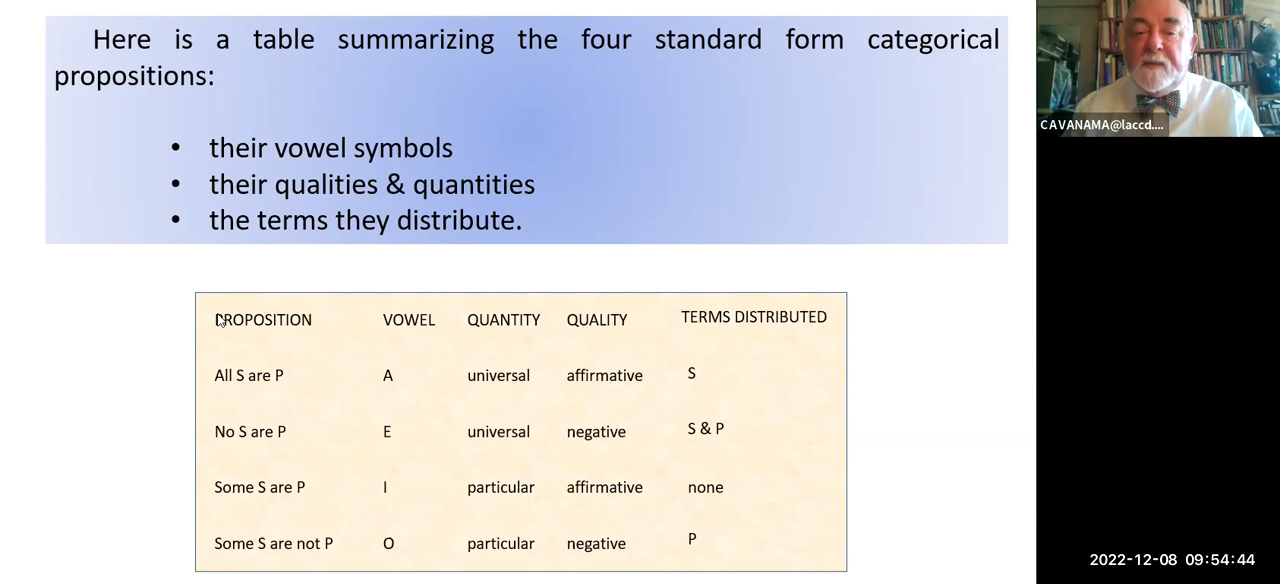 Here is a table summarizing the four standard form categorical
propositions:
• their vowel symbols
• their qualities & quantities
• the terms they distribute.
PROPOSITION VOWEL QUANTITY QUALITY TERMS DISTRIBUTED
All S are P A universal affirmative S
No S are P E universal negative S & P
Some S are P I particular affirmative none
Some S are not P O particular negative P
CAVANAMA@laccd....
2022-12-08 09:54:44